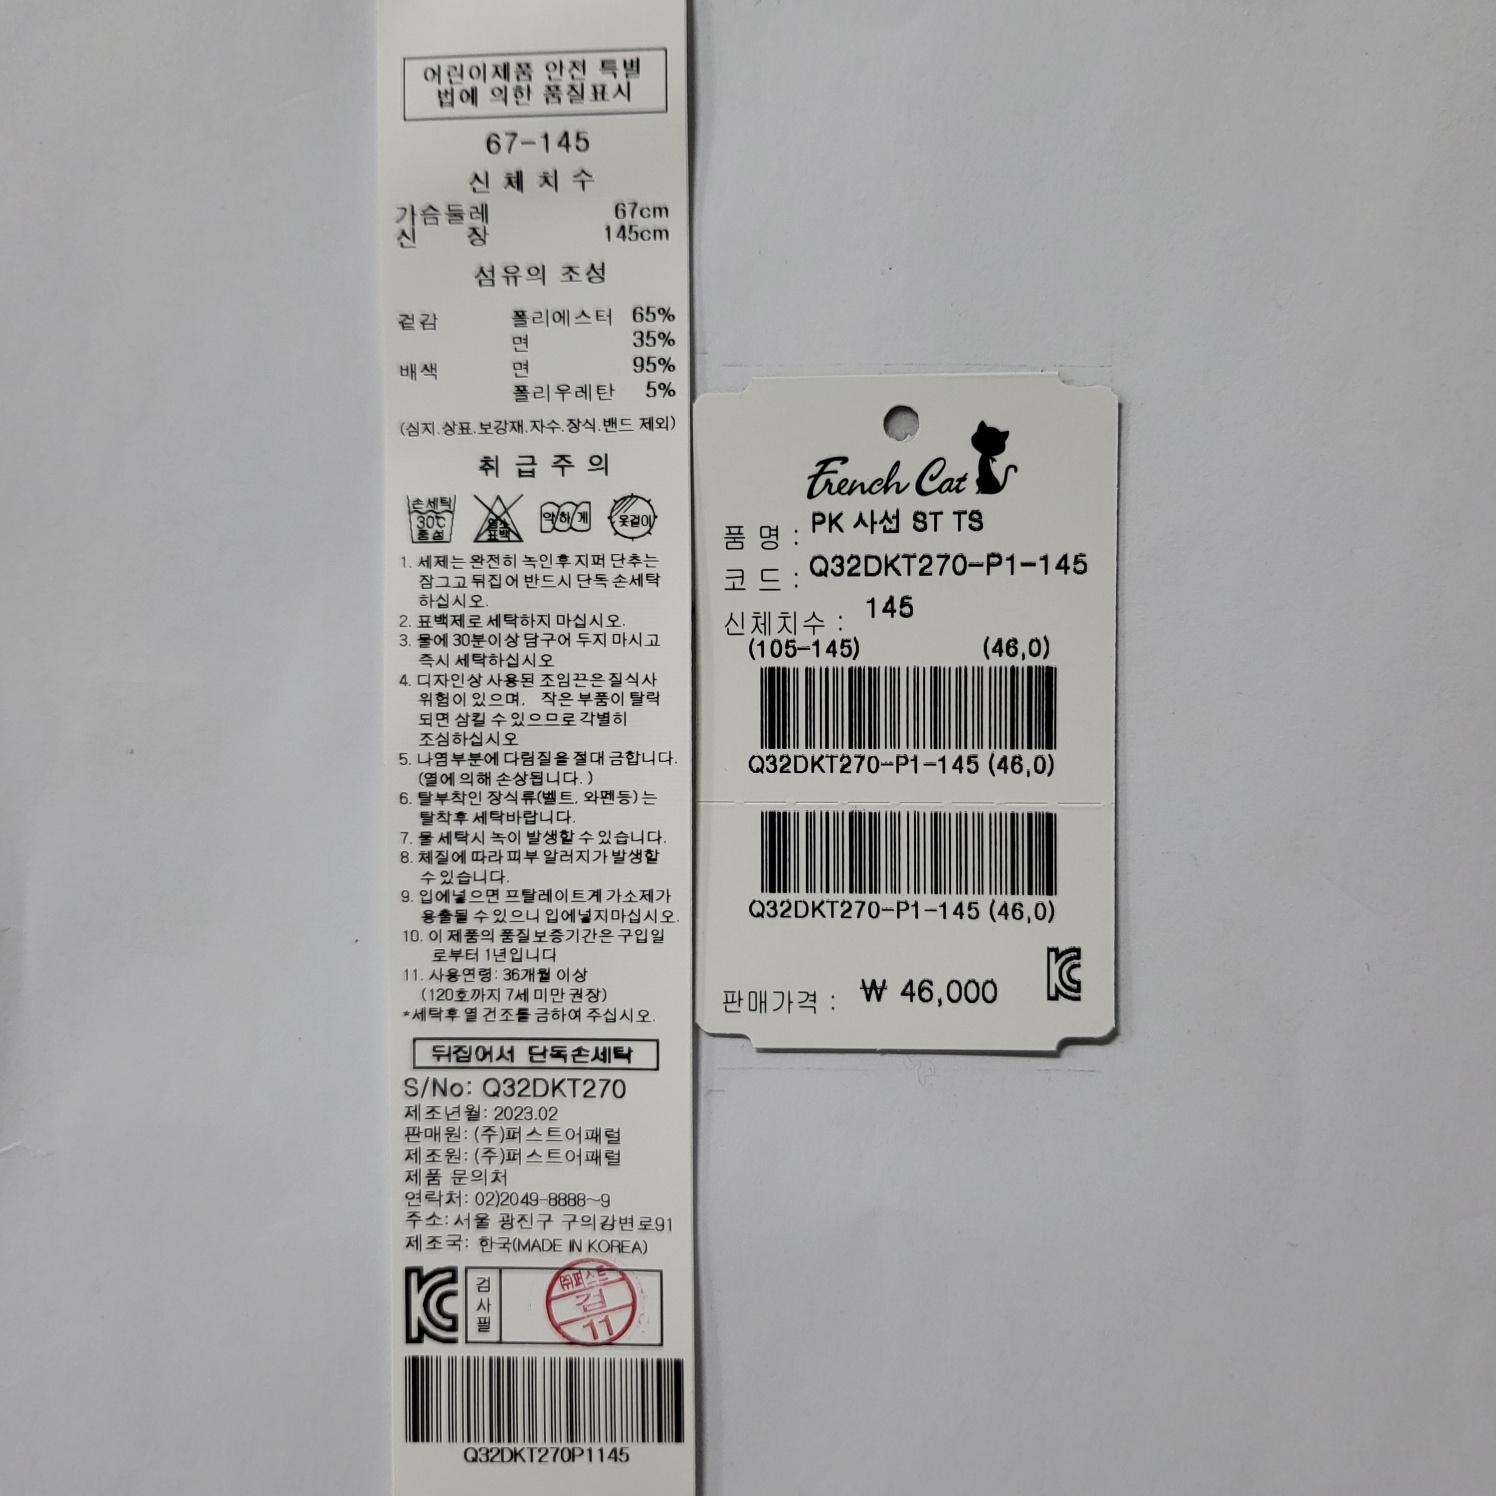 어린이제품 안전 특별
법에 의한 품질표시
67-145
신체치수
가슴둘레 67cm
신 장 145cm
섬유의 조성
겉감 폴리에스터 65%
면 35%
배색 면 95%
폴리우레탄 5%
(심지.상표.보강재.자수.장식.밴드 제외)
취급주의
손세탁 30℃ 중성
염소 표백
약하게
옷걸이
1. 세제는 완전히 녹인후 지퍼 단추는
잠그고 뒤집어 반드시 단독 손세탁
하십시오.
2. 표백제로 세탁하지 마십시오.
3. 물에 30분이상 담구어 두지 마시고
즉시 세탁하십시오
4. 디자인상 사용된 조임끈은 질식사
위험이 있으며, 작은 부품이 탈락
되면 삼킬 수 있으므로 각별히
조심하십시오
5. 나염부분에 다림질을 절대 금합니다.
(열에 의해 손상됩니다.)
6. 탈부착인 장식류(벨트, 와펜등)는
탈착후 세탁바랍니다.
7. 물 세탁시 녹이 발생할 수 있습니다.
8. 체질에 따라 피부 알러지가 발생할
수 있습니다.
9. 입에넣으면 프탈레이트계 가소제가
용출될 수 있으니 입에넣지마십시오.
10. 이 제품의 품질보증기간은 구입일
로부터 1년입니다
11. 사용연령: 36개월 이상
(120호까지 7세 미만 권장)
*세탁후 열 건조를 금하여 주십시오.
뒤집어서 단독손세탁
S/No: Q32DKT270
제조년월: 2023.02
판매원: (주)퍼스트어패럴
제조원: (주)퍼스트어패럴
제품 문의처
연락처: 02)2049-8888~9
주소: 서울 광진구 구의강변로91
제조국: 한국(MADE IN KOREA)
KC
검사필
㈜퍼스트
검
11
Q32DKT270P1145
French Cat
품 명 : PK 사선 ST TS
코 드 : Q32DKT270-P1-145
신체치수 : 145
(105-145) (46,0)
Q32DKT270-P1-145 (46,0)
Q32DKT270-P1-145 (46,0)
KC
판매가격 : ₩ 46,000